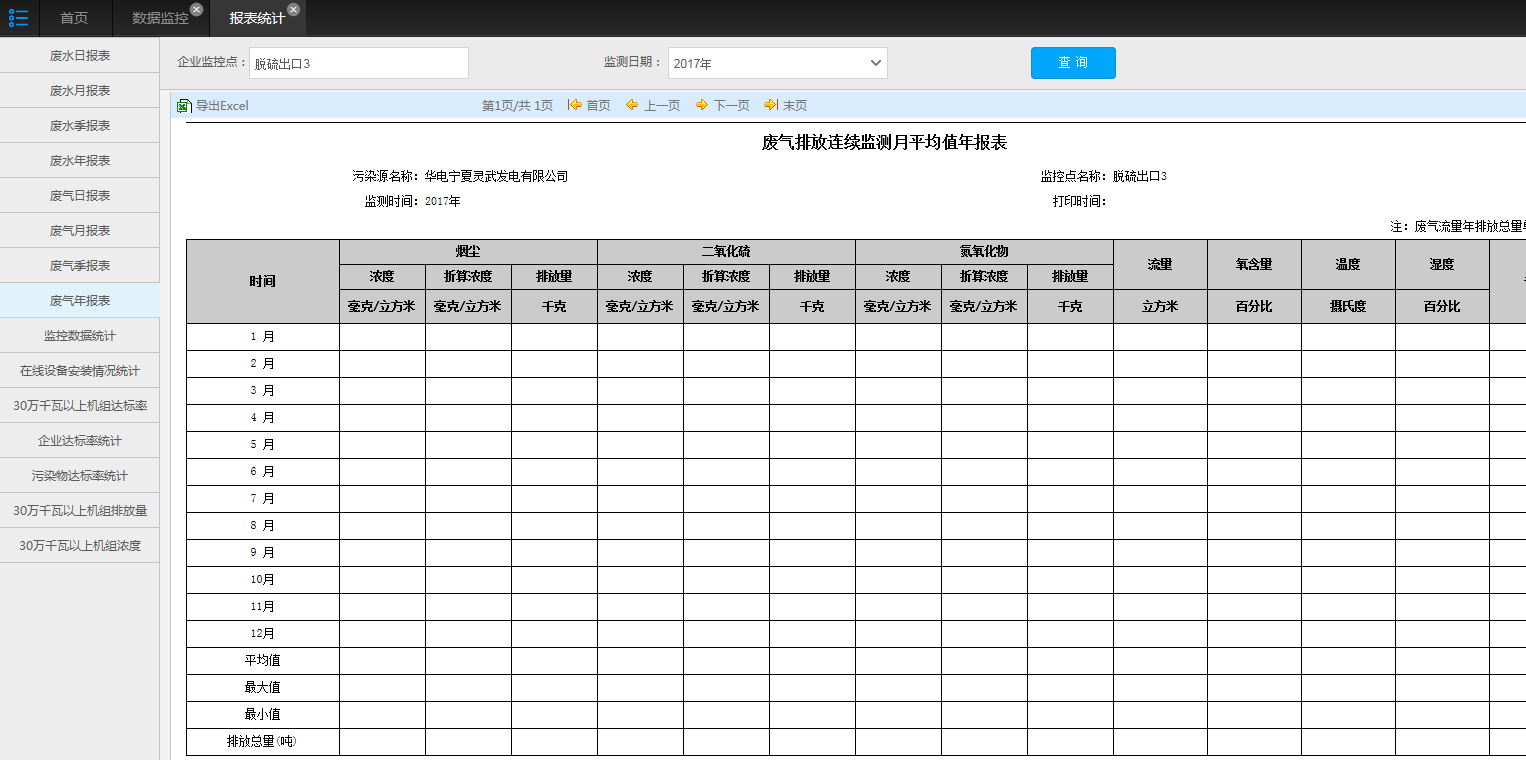 首页 数据监控 报表统计
废水日报表
废水月报表
废水季报表
废水年报表
废气日报表
废气月报表
废气季报表
废气年报表
监控数据统计
在线设备安装情况统计
30万千瓦以上机组达标率
企业达标率统计
污染物达标率统计
30万千瓦以上机组排放量
30万千瓦以上机组浓度
企业监控点： 脱硫出口3 监测日期： 2017年 查 询
导出Excel 第1页/共 1页 首页 上一页 下一页 末页
废气排放连续监测月平均值年报表
污染源名称：华电宁夏灵武发电有限公司 监控点名称：脱硫出口3
监测时间：2017年 打印时间：
注：废气流量年排放总量
时间 烟尘 二氧化硫 氮氧化物 流量 氧含量 温度 湿度
浓度 折算浓度 排放量 浓度 折算浓度 排放量 浓度 折算浓度 排放量
毫克/立方米 毫克/立方米 千克 毫克/立方米 毫克/立方米 千克 毫克/立方米 毫克/立方米 千克 立方米 百分比 摄氏度 百分比
1 月
2 月
3 月
4 月
5 月
6 月
7 月
8 月
9 月
10月
11月
12月
平均值
最大值
最小值
排放总量(吨)